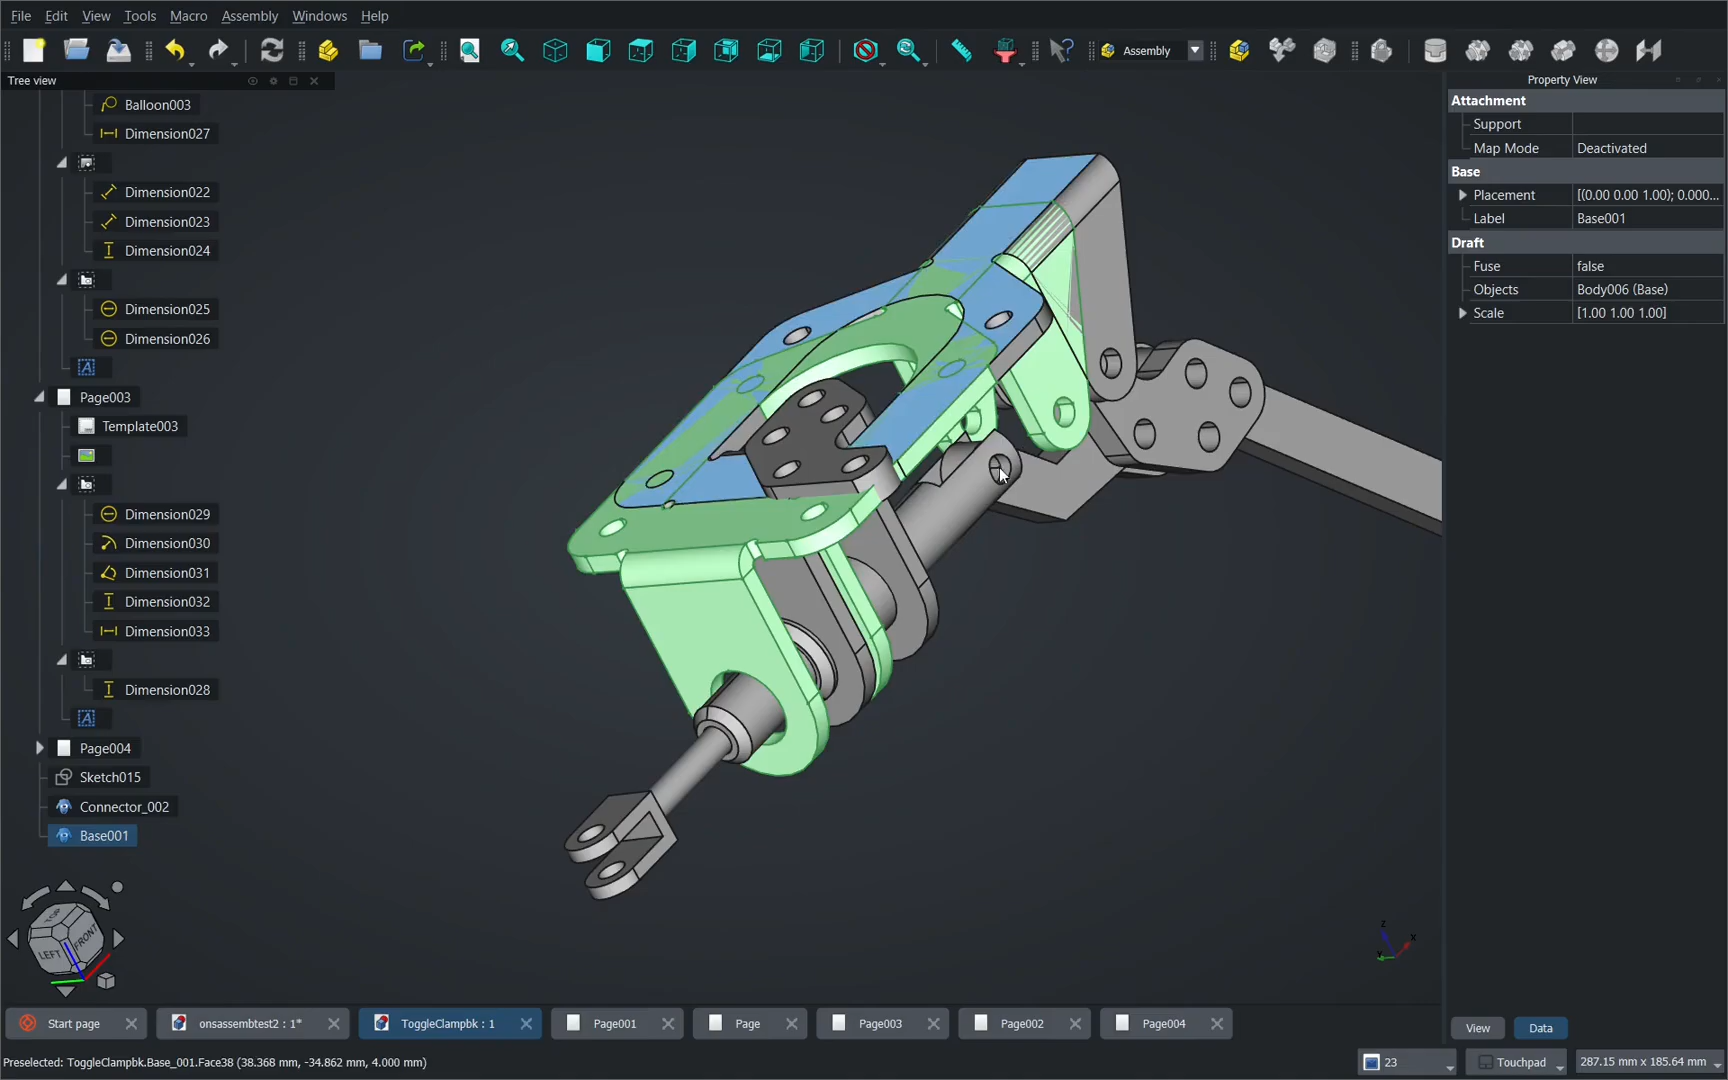 File Edit View Tools Macro Assembly Windows Help
Assembly
Tree view
Property View
Balloon003
Dimension027
Dimension022
Dimension023
Dimension024
Dimension025
Dimension026
Page003
Template003
Dimension029
Dimension030
Dimension031
Dimension032
Dimension033
Dimension028
Page004
Sketch015
Connector_002
Base001
Attachment
Support
Map Mode Deactivated
Base
Placement [(0.00 0.00 1.00); 0.000...
Label Base001
Draft
Fuse false
Objects Body006 (Base)
Scale [1.00 1.00 1.00]
TOP
FRONT
LEFT
Z
X
Y
Start page
onsassembtest2 : 1*
ToggleClampbk : 1
Page001
Page
Page003
Page002
Page004
View
Data
Preselected: ToggleClampbk.Base_001.Face38 (38.368 mm, -34.862 mm, 4.000 mm)
23
Touchpad
287.15 mm x 185.64 mm